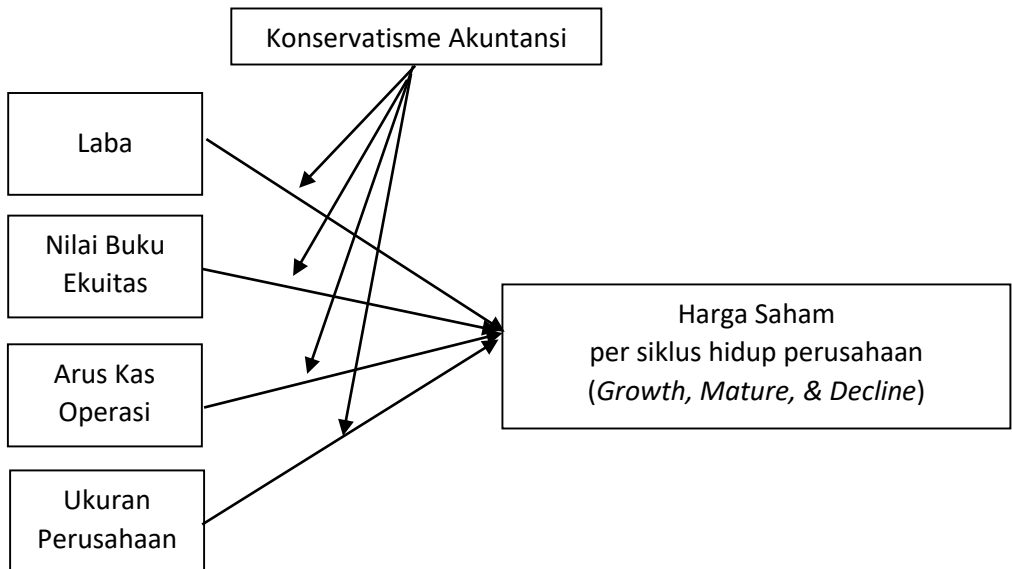 Konservatisme Akuntansi
Laba
Nilai Buku
Ekuitas
Arus Kas
Operasi
Ukuran
Perusahaan
Harga Saham
per siklus hidup perusahaan
(Growth, Mature, & Decline)